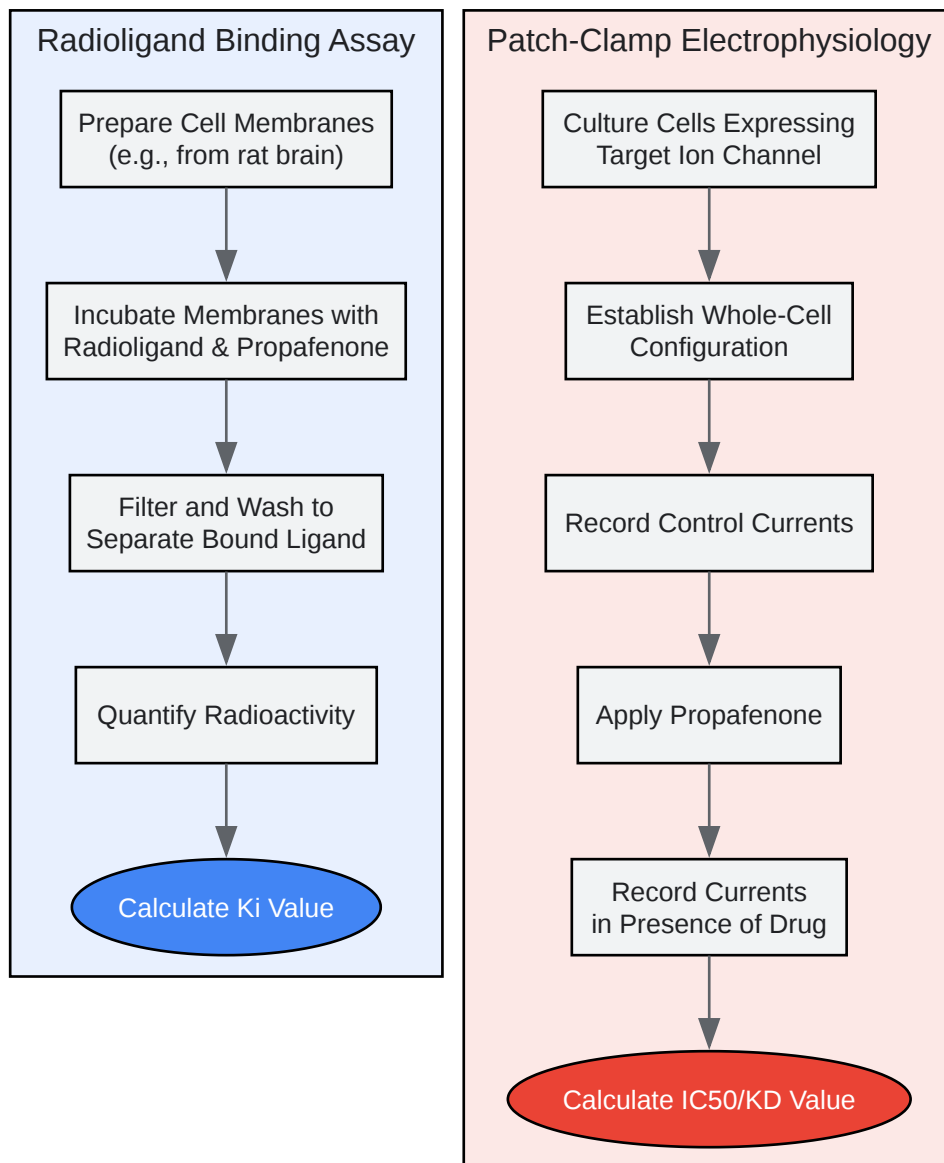 Radioligand Binding Assay
Prepare Cell Membranes
(e.g., from rat brain)
Incubate Membranes with
Radioligand & Propafenone
Filter and Wash to
Separate Bound Ligand
Quantify Radioactivity
Calculate Ki Value
Patch-Clamp Electrophysiology
Culture Cells Expressing
Target Ion Channel
Establish Whole-Cell
Configuration
Record Control Currents
Apply Propafenone
Record Currents
in Presence of Drug
Calculate IC50/KD Value